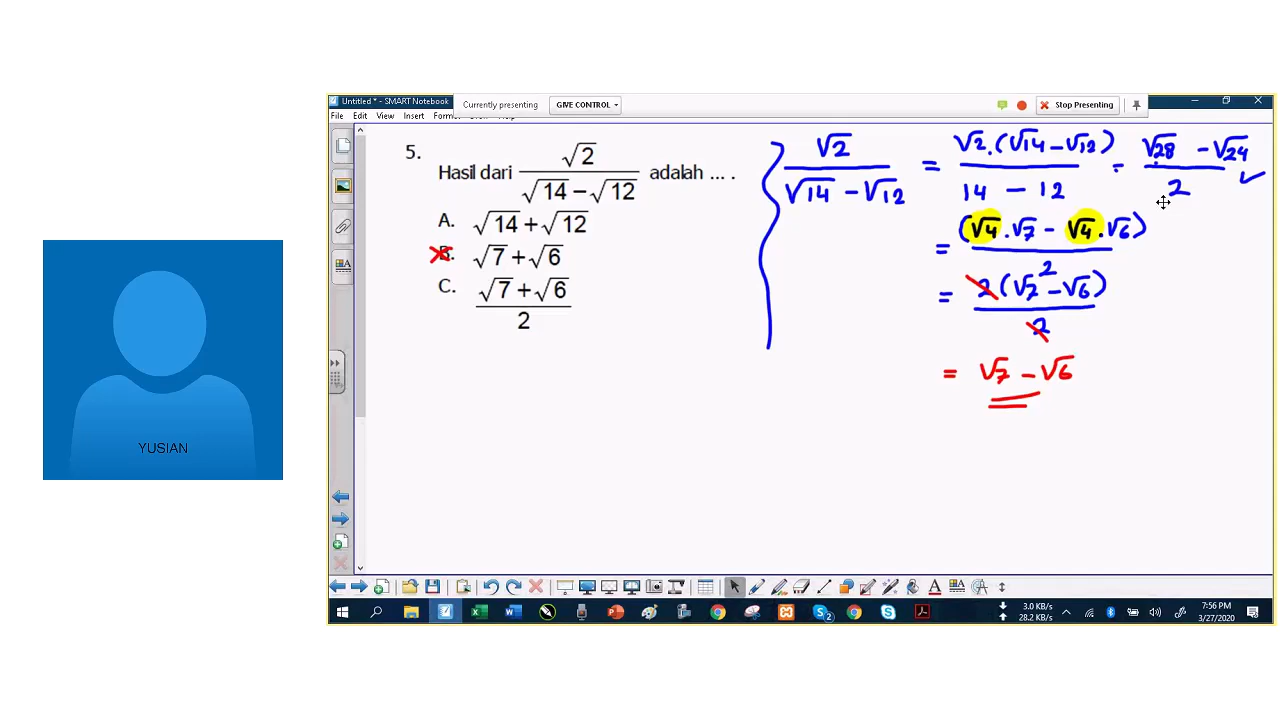 Untitled * - SMART Notebook
Currently presenting
GIVE CONTROL
Stop Presenting
File Edit View Insert
5.
Hasil dari √2 / (√14 − √12) adalah ... .
A. √14 + √12
B. √7 + √6
C. (√7 + √6) / 2
√2 / (√14 − √12) = √2.(√14 − √12) / (14 − 12) = (√28 − √24) / 2 ✓
= (√4.√7 − √4.√6) / 2
= 2(√7 − √6) / 2
= √7 − √6
YUSIAN
3.0 KB/s
28.2 KB/s
7:56 PM
3/27/2020